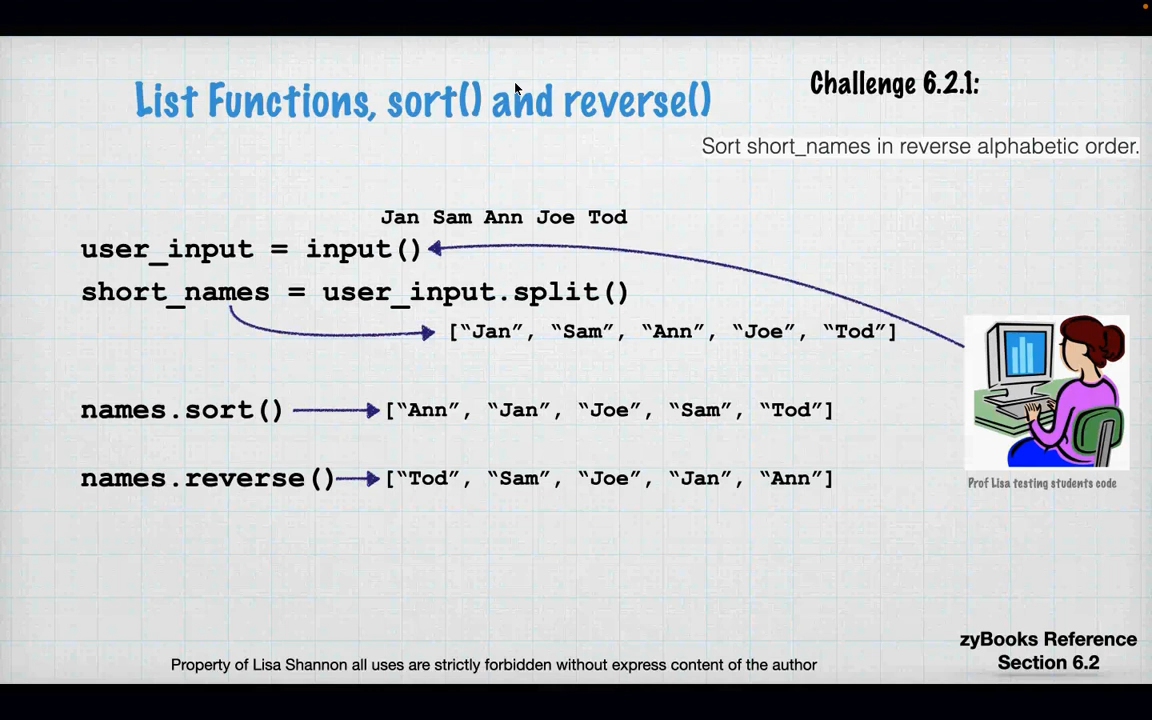 List Functions, sort() and reverse()
Challenge 6.2.1:
Sort short_names in reverse alphabetic order.
Jan Sam Ann Joe Tod
user_input = input()
short_names = user_input.split()
[“Jan”, “Sam”, “Ann”, “Joe”, “Tod”]
names.sort()
[“Ann”, “Jan”, “Joe”, “Sam”, “Tod”]
names.reverse()
[“Tod”, “Sam”, “Joe”, “Jan”, “Ann”]
Prof Lisa testing students code
zyBooks Reference
Section 6.2
Property of Lisa Shannon all uses are strictly forbidden without express content of the author